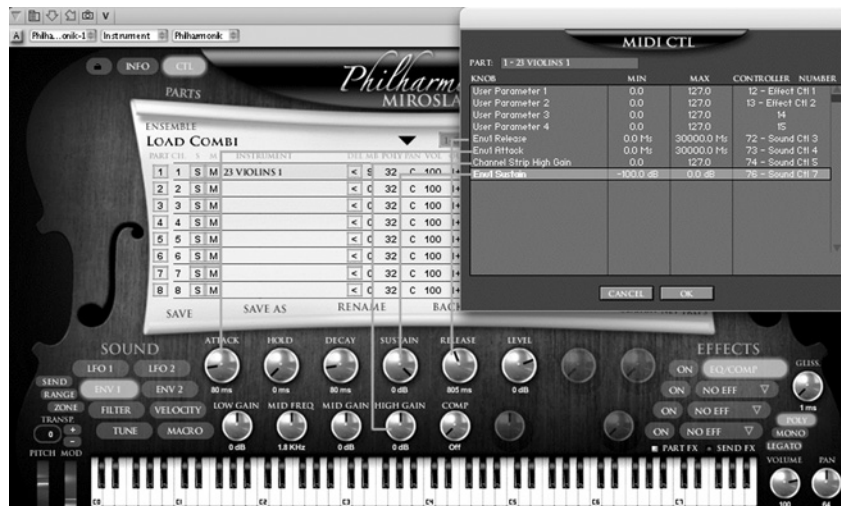 V
A Philha...onik-1 Instrument Philharmonik
INFO CTL
PARTS
Philharm
MIROSLA
ENSEMBLE
LOAD COMBI
1
PART CH. S M INSTRUMENT DEL MB POLY PAN VOL
1 1 S M 23 VIOLINS 1 < S 32 C 100
2 2 S M < 32 C 100
3 3 S M < 32 C 100
4 4 S M < 32 C 100
5 5 S M < 32 C 100
6 6 S M < 32 C 100
7 7 S M < 32 C 100
8 8 S M < 32 C 100
SAVE SAVE AS RENAME BAC
MIDI CTL
PART: 1 - 23 VIOLINS 1
KNOB MIN MAX CONTROLLER NUMBER
User Parameter 1 0.0 127.0 12 - Effect Ctl 1
User Parameter 2 0.0 127.0 13 - Effect Ctl 2
User Parameter 3 0.0 127.0 14
User Parameter 4 0.0 127.0 15
Env1 Release 0.0 Ms 30000.0 Ms 72 - Sound Ctl 3
Env1 Attack 0.0 Ms 30000.0 Ms 73 - Sound Ctl 4
Channel Strip High Gain 0.0 127.0 74 - Sound Ctl 5
Env1 Sustain -100.0 dB 0.0 dB 76 - Sound Ctl 7
CANCEL OK
SOUND
LFO 1 LFO 2
ENV 1 ENV 2
FILTER VELOCITY
TUNE MACRO
SEND
RANGE
ZONE
TRANSP.
0 + -
PITCH MOD
ATTACK HOLD DECAY SUSTAIN RELEASE LEVEL
80 ms 0 ms 80 ms 0 dB 805 ms 0 dB
LOW GAIN MID FREQ MID GAIN HIGH GAIN COMP
0 dB 1.8 KHz 0 dB 0 dB Off
EFFECTS
ON EQ/COMP
ON NO EFF
ON NO EFF
ON NO EFF
PART FX SEND FX
GLISS.
1 ms
POLY
MONO
LEGATO
VOLUME PAN
100 64
C0 C1 C2 C3 C4 C5 C6 C7